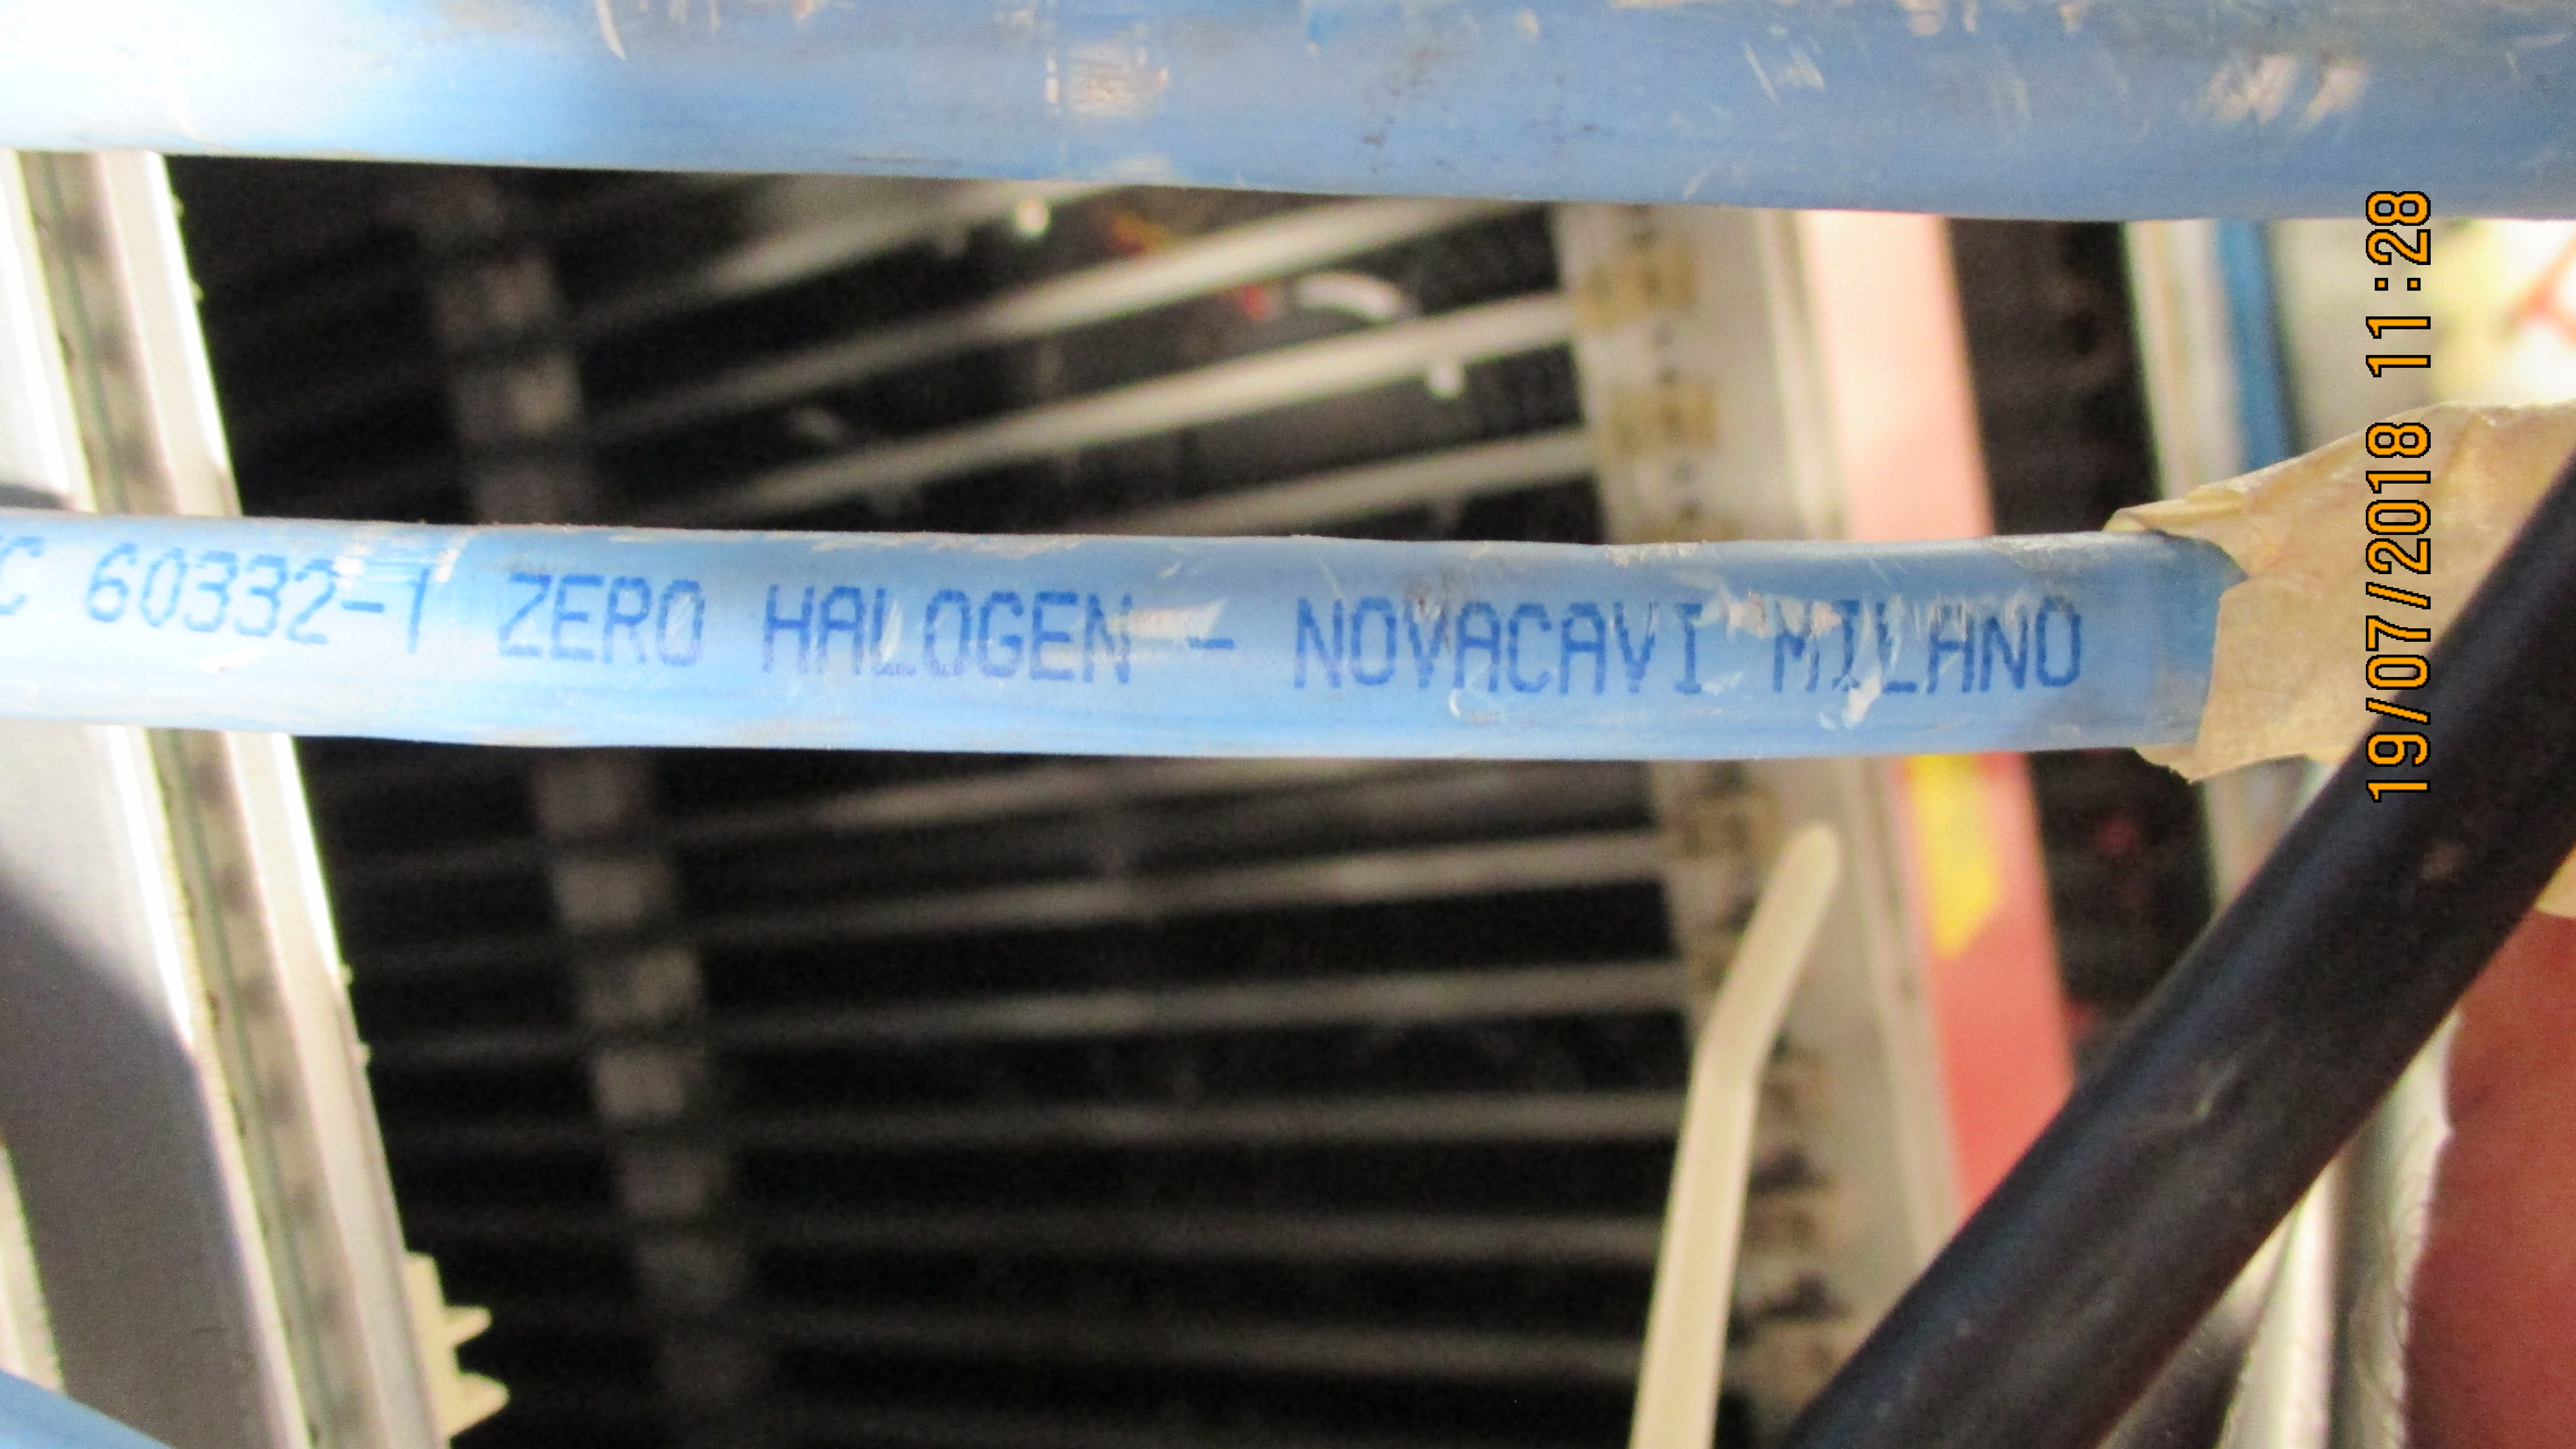 C 60332-1 ZERO HALOGEN - NOVACAVI MILANO
19/07/2018 11:28